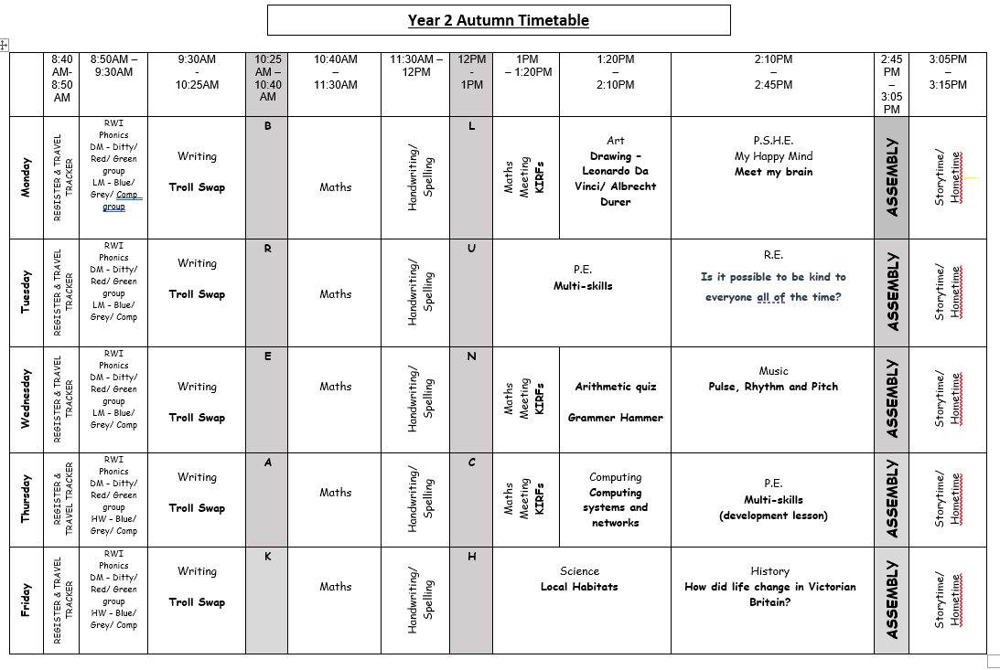 Year 2 Autumn Timetable
8:40
AM-
8:50
AM
8:50AM –
9:30AM
9:30AM
-
10:25AM
10:25
AM –
10:40
AM
10:40AM
–
11:30AM
11:30AM –
12PM
12PM
-
1PM
1PM
– 1:20PM
1:20PM
–
2:10PM
2:10PM
–
2:45PM
2:45
PM
–
3:05
PM
3:05PM
–
3:15PM
Monday
REGISTER & TRAVEL
TRACKER
RWI
Phonics
DM – Ditty/
Red/ Green
group
LM – Blue/
Grey/ Comp
group
Writing
Troll Swap
B
Maths
Handwriting/
Spelling
L
Maths
Meeting
KIRFs
Art
Drawing –
Leonardo Da
Vinci/ Albrecht
Durer
P.S.H.E.
My Happy Mind
Meet my brain
ASSEMBLY
Storytime/
Hometime
Tuesday
REGISTER & TRAVEL
TRACKER
RWI
Phonics
DM – Ditty/
Red/ Green
group
LM – Blue/
Grey/ Comp
Writing
Troll Swap
R
Maths
Handwriting/
Spelling
U
P.E.
Multi-skills
R.E.
Is it possible to be kind to
everyone all of the time?
ASSEMBLY
Storytime/
Hometime
Wednesday
REGISTER & TRAVEL
TRACKER
RWI
Phonics
DM – Ditty/
Red/ Green
group
LM – Blue/
Grey/ Comp
Writing
Troll Swap
E
Maths
Handwriting/
Spelling
N
Maths
Meeting
KIRFs
Arithmetic quiz
Grammer Hammer
Music
Pulse, Rhythm and Pitch
ASSEMBLY
Storytime/
Hometime
Thursday
REGISTER &
TRAVEL TRACKER
RWI
Phonics
DM – Ditty/
Red/ Green
group
HW – Blue/
Grey/ Comp
Writing
Troll Swap
A
Maths
Handwriting/
Spelling
C
Maths
Meeting
KIRFs
Computing
Computing
systems and
networks
P.E.
Multi-skills
(development lesson)
ASSEMBLY
Storytime/
Hometime
Friday
REGISTER & TRAVEL
TRACKER
RWI
Phonics
DM – Ditty/
Red/ Green
group
HW – Blue/
Grey/ Comp
Writing
Troll Swap
K
Maths
Handwriting/
Spelling
H
Science
Local Habitats
History
How did life change in Victorian
Britain?
ASSEMBLY
Storytime/
Hometime